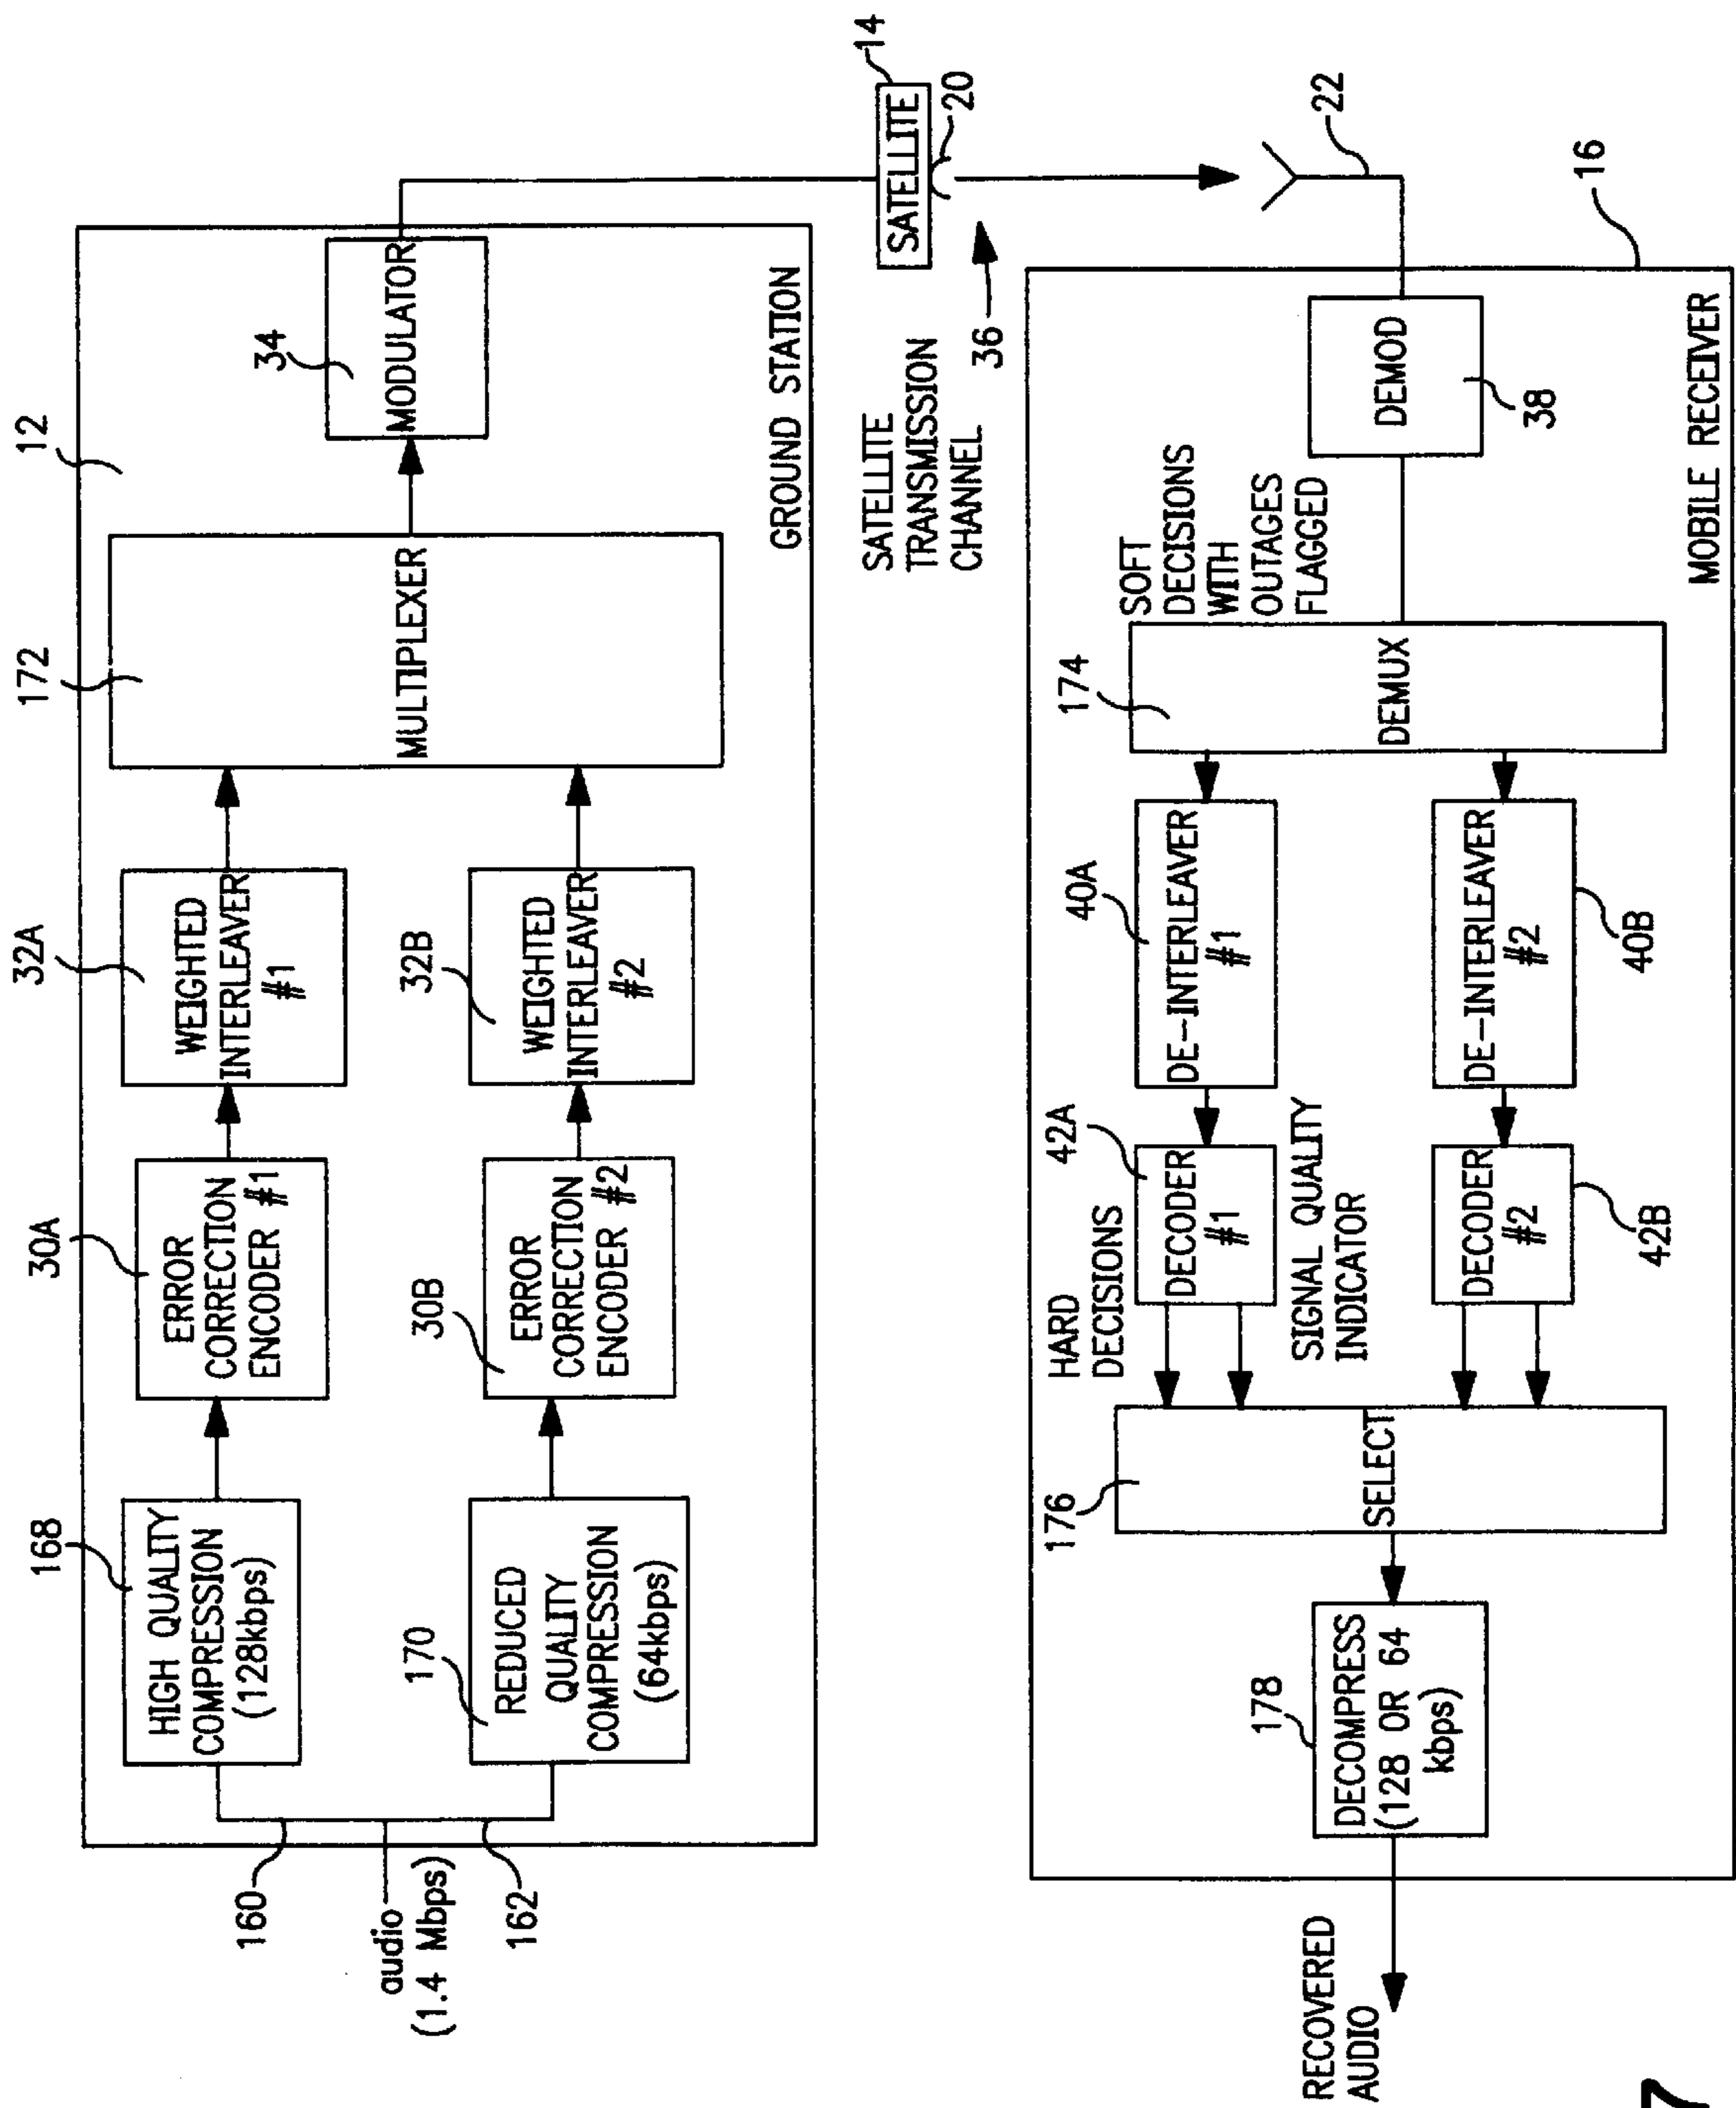 12
172
34
32A
30A
168
HIGH QUALITY
COMPRESSION
(128kbps)
ERROR
CORRECTION
ENCODER #1
WEIGHTED
INTERLEAVER
#1
MULTIPLEXER
MODULATOR
160
audio
(1.4 Mbps)
162
170
REDUCED
QUALITY
COMPRESSION
(64kbps)
30B
ERROR
CORRECTION
ENCODER #2
32B
WEIGHTED
INTERLEAVER
#2
GROUND STATION
SATELLITE
TRANSMISSION
CHANNEL
36
SATELLITE
14
20
22
16
RECOVERED
AUDIO
178
DECOMPRESS
(128 OR 64
kbps)
176
SELECT
HARD
DECISIONS
42A
DECODER
#1
SIGNAL QUALITY
INDICATOR
DECODER
#2
42B
40A
DE-INTERLEAVER
#1
DE-INTERLEAVER
#2
40B
174
DEMUX
SOFT
DECISIONS
WITH
OUTAGES
FLAGGED
DEMOD
38
MOBILE RECEIVER
7